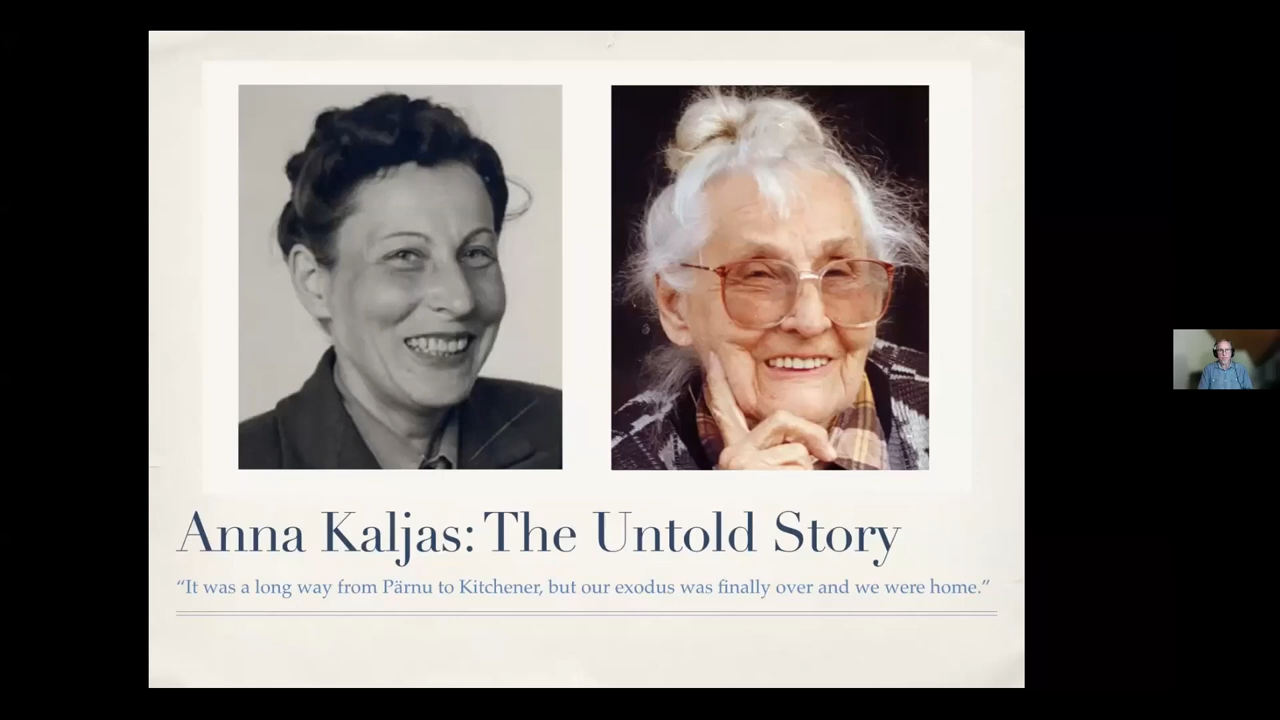 Anna Kaljas: The Untold Story
“It was a long way from Pärnu to Kitchener, but our exodus was finally over and we were home.”